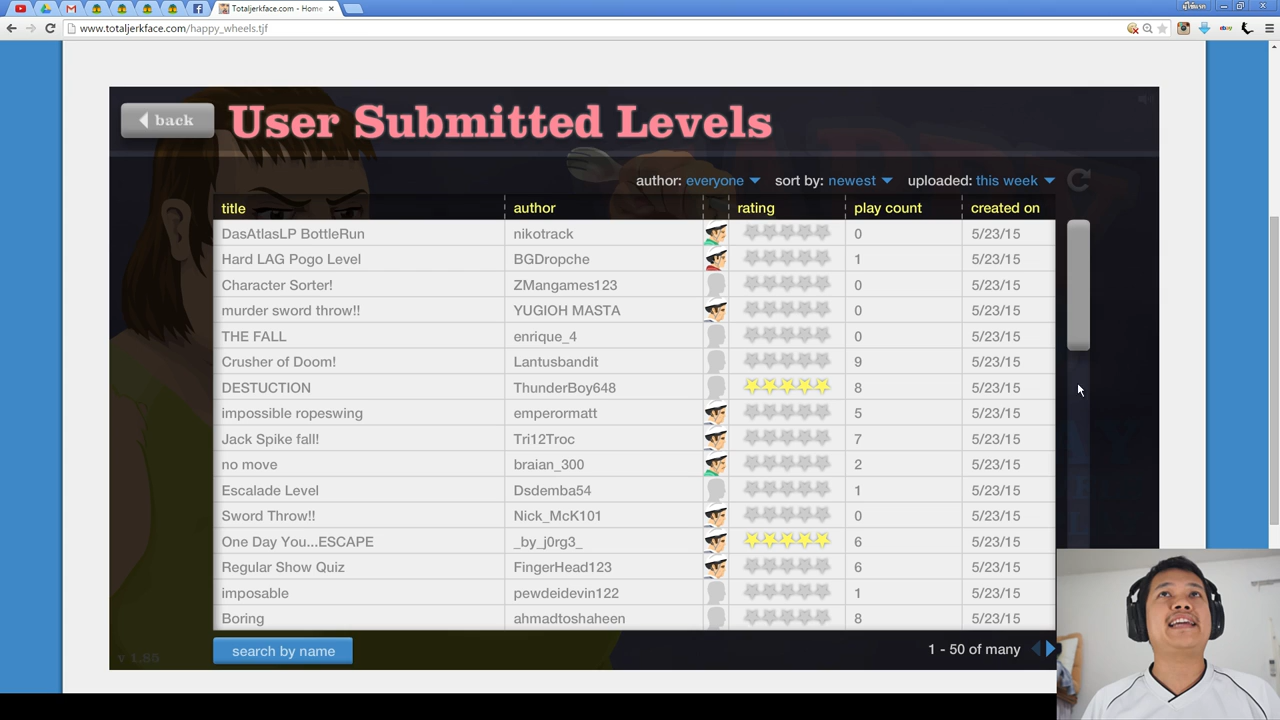 Totaljerkface.com - Home
www.totaljerkface.com/happy_wheels.tjf
back
User Submitted Levels
author: everyone sort by: newest uploaded: this week
title author rating play count created on
DasAtlasLP BottleRun nikotrack 0 5/23/15
Hard LAG Pogo Level BGDropche 1 5/23/15
Character Sorter! ZMangames123 0 5/23/15
murder sword throw!! YUGIOH MASTA 0 5/23/15
THE FALL enrique_4 0 5/23/15
Crusher of Doom! Lantusbandit 9 5/23/15
DESTUCTION ThunderBoy648 8 5/23/15
impossible ropeswing emperormatt 5 5/23/15
Jack Spike fall! Tri12Troc 7 5/23/15
no move braian_300 2 5/23/15
Escalade Level Dsdemba54 1 5/23/15
Sword Throw!! Nick_McK101 0 5/23/15
One Day You...ESCAPE _by_j0rg3_ 6 5/23/15
Regular Show Quiz FingerHead123 6 5/23/15
imposable pewdeidevin122 1 5/23/15
Boring ahmadtoshaheen 8 5/23/15
search by name 1 - 50 of many
v 1.85